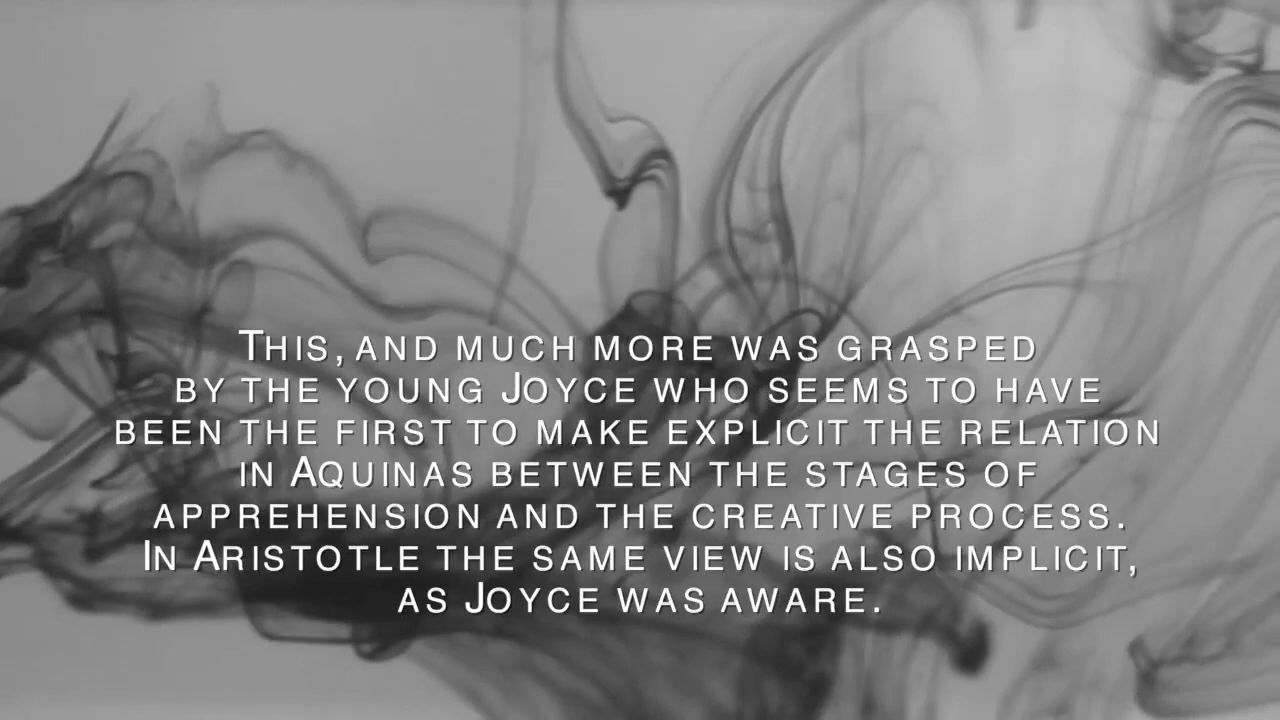 This, and much more was grasped
by the young Joyce who seems to have
been the first to make explicit the relation
in Aquinas between the stages of
apprehension and the creative process.
In Aristotle the same view is also implicit,
as Joyce was aware.